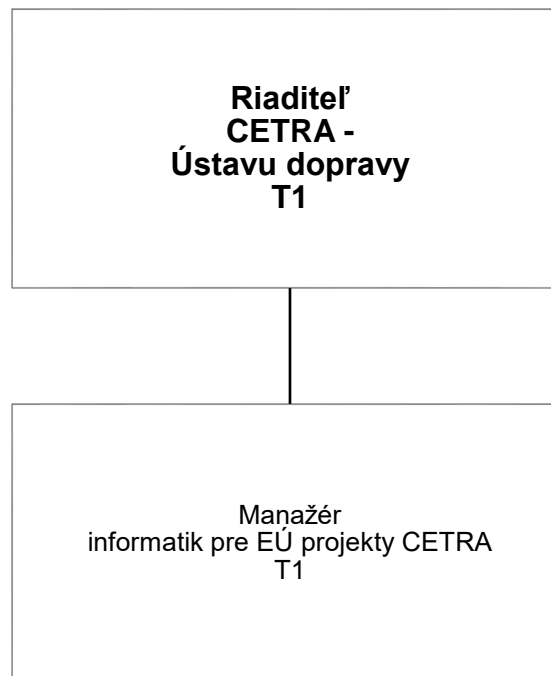 Riaditeľ
CETRA -
Ústavu dopravy
T1
Manažér
informatik pre EÚ projekty CETRA
T1